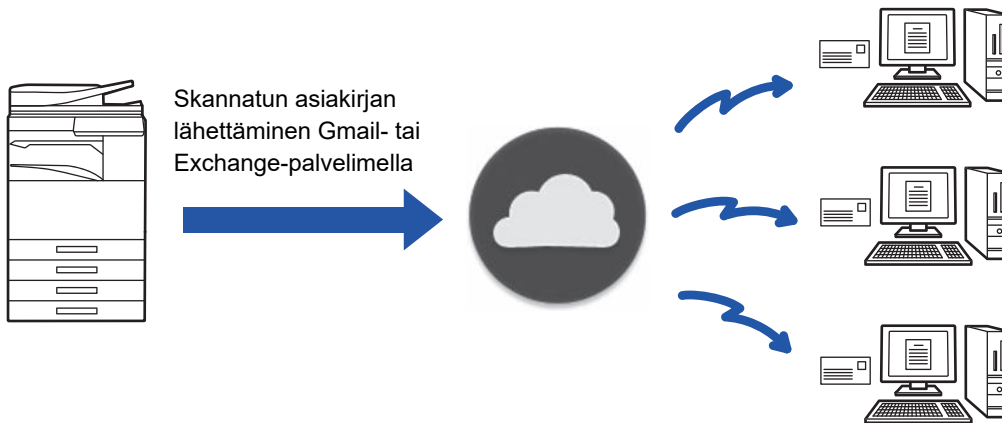 Skannatun asiakirjan
lähettäminen Gmail- tai
Exchange-palvelimella